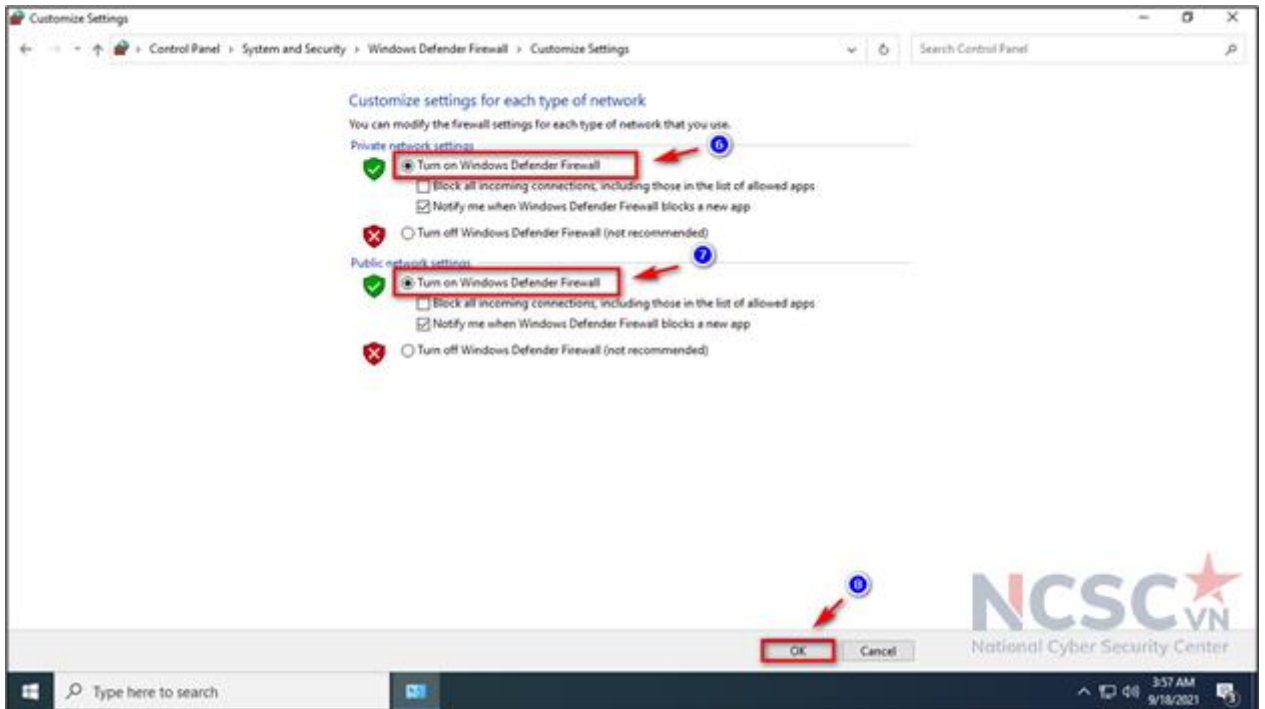 Customize Settings
Control Panel › System and Security › Windows Defender Firewall › Customize Settings
Search Control Panel
Customize settings for each type of network
You can modify the firewall settings for each type of network that you use.
Private network settings
6
Turn on Windows Defender Firewall
Block all incoming connections, including those in the list of allowed apps
Notify me when Windows Defender Firewall blocks a new app
Turn off Windows Defender Firewall (not recommended)
7
Public network settings
Turn on Windows Defender Firewall
Block all incoming connections, including those in the list of allowed apps
Notify me when Windows Defender Firewall blocks a new app
Turn off Windows Defender Firewall (not recommended)
8
NCSC VN
National Cyber Security Center
OK Cancel
Type here to search
3:57 AM
9/18/2021
3